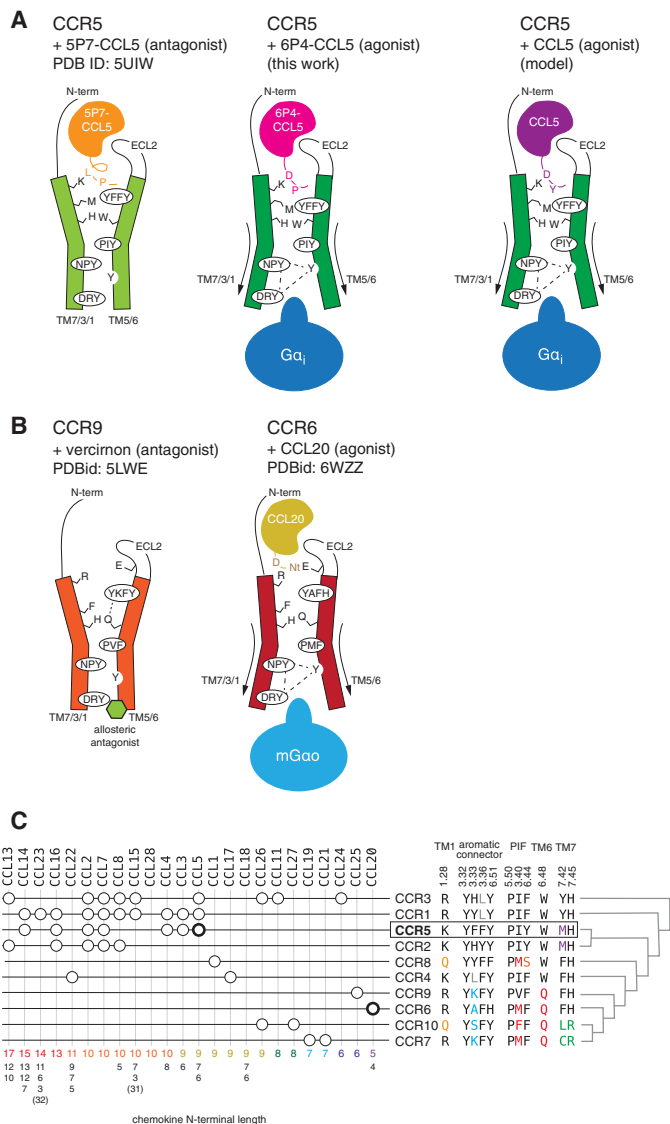 A
CCR5
+ 5P7-CCL5 (antagonist)
PDB ID: 5UIW
CCR5
+ 6P4-CCL5 (agonist)
(this work)
CCR5
+ CCL5 (agonist)
(model)
N-term
5P7-
CCL5
ECL2
L
P
K
M
YFFY
H W
PIY
NPY
Y
DRY
TM7/3/1
TM5/6
N-term
6P4-
CCL5
ECL2
D
K
P
M
YFFY
H W
PIY
NPY
Y
DRY
TM7/3/1
TM5/6
Gαi
N-term
CCL5
ECL2
D
K
Y
M
YFFY
H W
PIY
NPY
Y
DRY
TM7/3/1
TM5/6
Gαi
B
CCR9
+ vercirnon (antagonist)
PDBid: 5LWE
CCR6
+ CCL20 (agonist)
PDBid: 6WZZ
N-term
ECL2
E
R
YKFY
F
H Q
PVF
NPY
Y
DRY
TM7/3/1
TM5/6
allosteric
antagonist
N-term
CCL20
ECL2
D
Nt
E
R
YAFH
F
H Q
PMF
NPY
Y
DRY
TM7/3/1
TM5/6
mGαo
C
CCL13 CCL14 CCL23 CCL16 CCL2 CCL7 CCL8 CCL15 CCL28 CCL4 CCL3 CCL5 CCL1 CCL17 CCL18 CCL26 CCL11 CCL27 CCL24 CCL19 CCL21 CCL25 CCL20
TM1 aromatic connector PIF TM6 TM7
1.28 3.32 3.33 3.36 6.51 5.50 3.40 6.44 6.48 7.42 7.45
CCR3 R YHLY PIF W YH
CCR1 R YYLY PIF W YH
CCR5 K YFFY PIY W MH
CCR2 K YHYY PIY W MH
CCR8 Q YYFF PMS W FH
CCR4 K YLFY PIY W FH
CCR9 R YKFY PVF Q FH
CCR6 R YAFH PMF Q FH
CCR10 Q YSFY PFF Q LR
CCR7 R YKFY PIF Q CR
17 15 14 13 11 10 10 10 10 10 10 9 9 9 9 9 8 8 7 7 6 6 5
12 13 11 6 9 5 7 8 6 7 7 4
10 12 6 7 3 6 6
7 3 5 (31)
(32)
chemokine N-terminal length